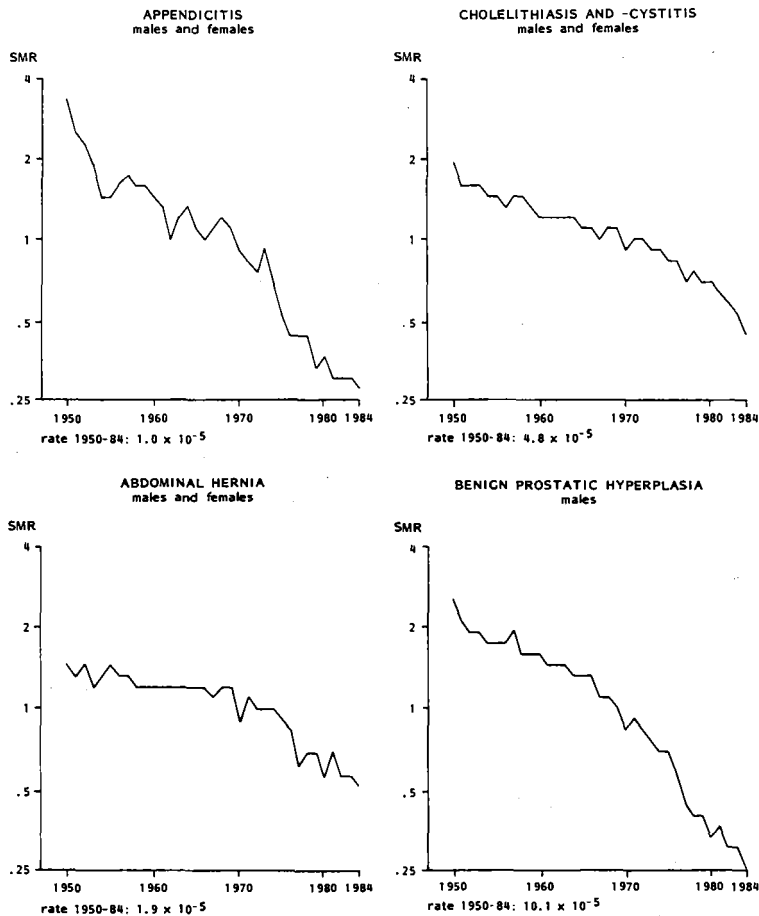 APPENDICITIS
males and females
SMR
4
2
1
.5
.25
1950 1960 1970 1980 1984
rate 1950-84: 1.0 x 10⁻⁵
CHOLELITHIASIS AND -CYSTITIS
males and females
SMR
4
2
1
.5
.25
1950 1960 1970 1980 1984
rate 1950-84: 4.8 x 10⁻⁵
ABDOMINAL HERNIA
males and females
SMR
4
2
1
.5
.25
1950 1960 1970 1980 1984
rate 1950-84: 1.9 x 10⁻⁵
BENIGN PROSTATIC HYPERPLASIA
males
SMR
4
2
1
.5
.25
1950 1960 1970 1980 1984
rate 1950-84: 10.1 x 10⁻⁵